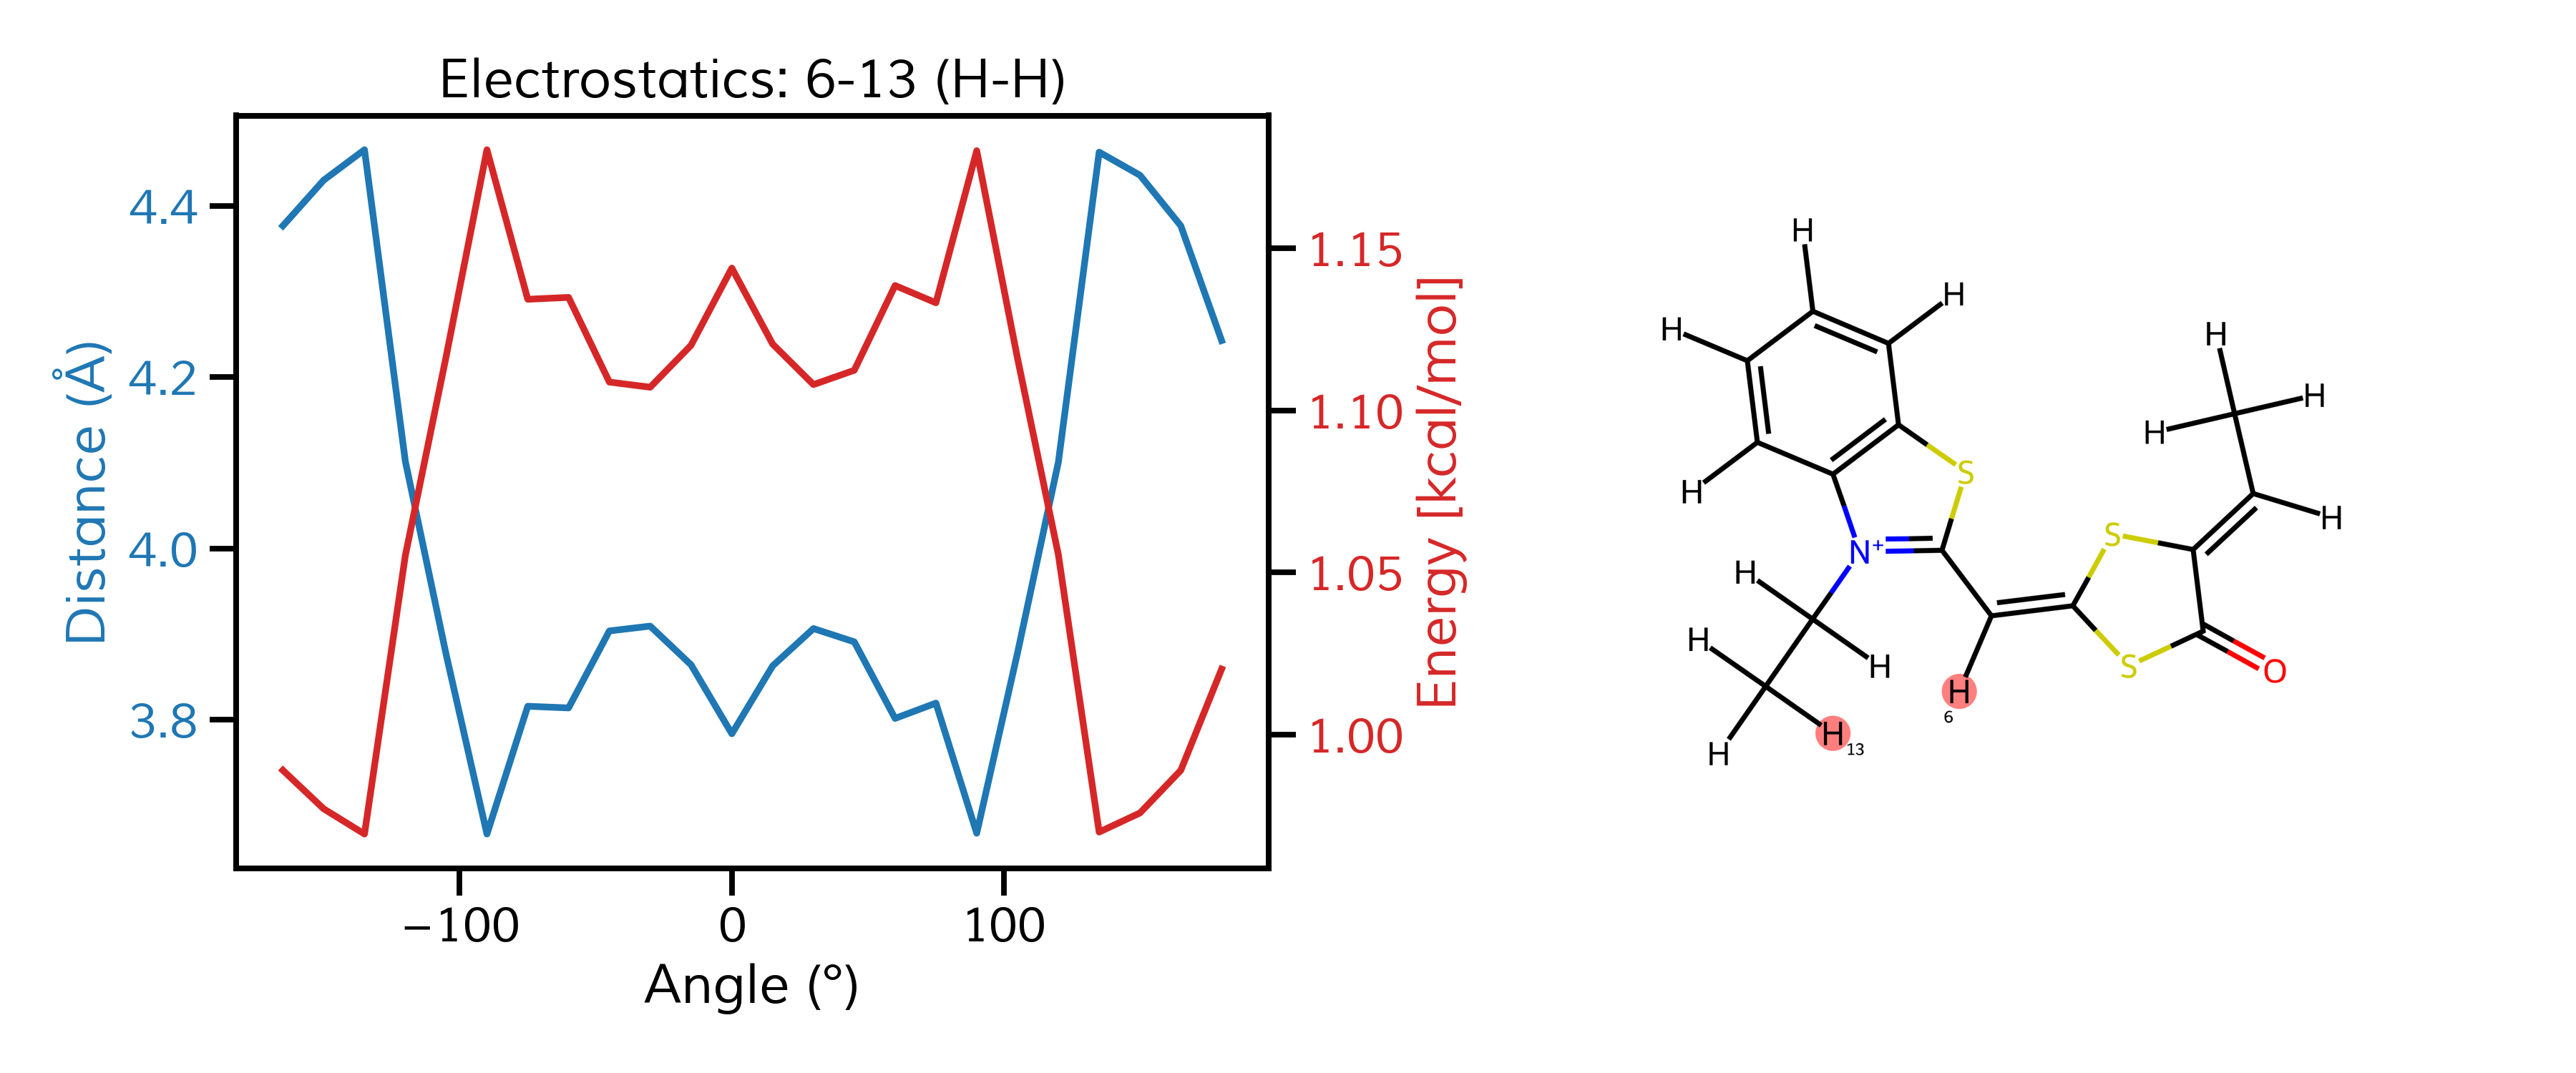 Electrostatics: 6-13 (H-H)
Distance (Å)
4.4
4.2
4.0
3.8
1.15
1.10
1.05
1.00
Energy [kcal/mol]
−100 0 100
Angle (°)
H
H
H
H
H
H
H
S
S
H
N+
H
H
H
H
6
S
O
H
13
H